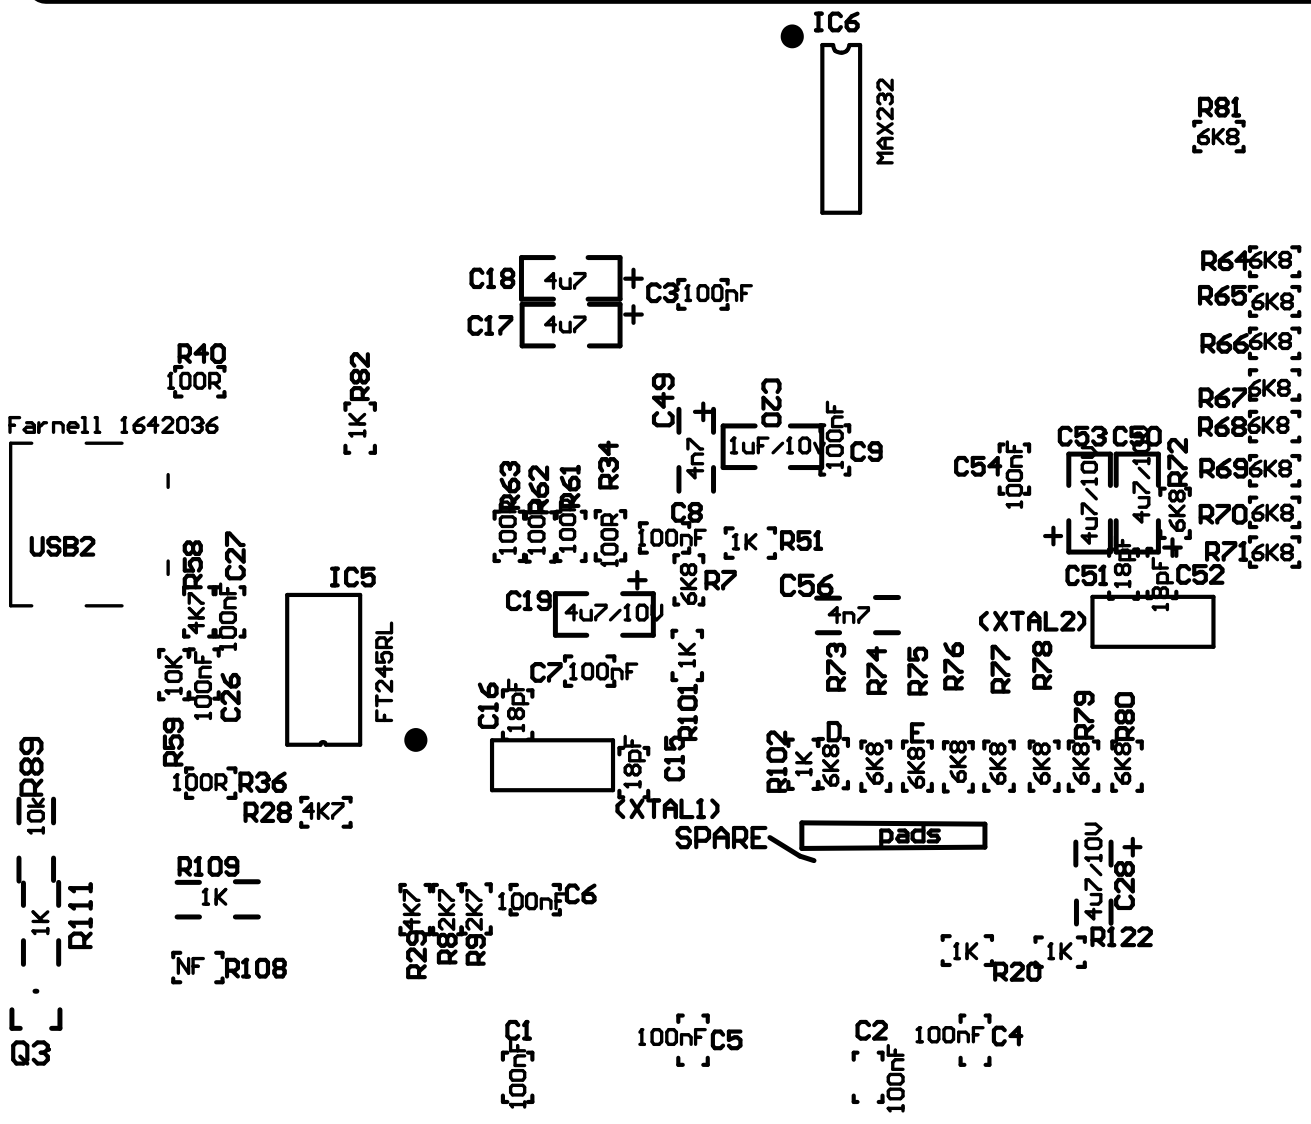 IC6
MAX232
R81
6K8
C18
4u7
+
C3
100nF
C17
4u7
+
R64
6K8
R65
6K8
R66
6K8
R67
6K8
R68
6K8
R69
6K8
R70
6K8
R71
6K8
R40
100R
R82
1K
Farnell 1642036
USB2
C49
+
4n7
C20
1uF/10V
100nF
C9
C54
100nF
C53
4u7/10V
+
C50
4u7/10
+
R72
6K8
R63
100R
R62
100R
R61
100R
R34
100R
C8
100nF
1K
R51
R7
6K8
C51
18pF
C52
18pF
(XTAL2)
R58
4K7
C27
100nF
IC5
FT245RL
C19
4u7/10V
+
C56
4n7
10K
R59
100nF
C26
C7
100nF
1K
R101
C16
18pF
C15
18pF
(XTAL1)
R73
R74
R75
R76
R77
R78
R79
R80
R102
1K
D
6K8
6K8
E
6K8
6K8
6K8
6K8
6K8
6K8
R89
10k
100R
R36
R28
4K7
SPARE
pads
4u7/10V
+
C28
R109
1K
1K
R111
NF
R108
4K7
R29
2K7
R8
2K7
R9
100nF
C6
1K
R20
1K
R122
Q3
C1
100nF
100nF
C5
C2
100nF
100nF
C4